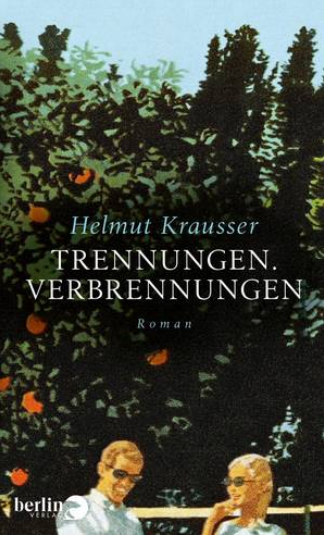 Helmut Krausser
TRENNUNGEN.
VERBRENNUNGEN
Roman
berlin
VERLAG